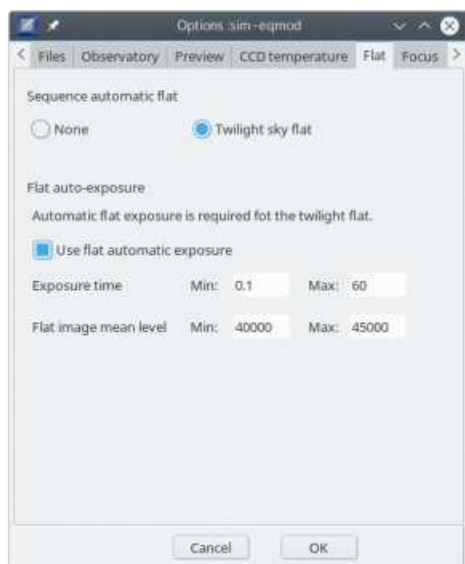 Options :sim-eqmod
Files Observatory Preview CCD temperature Flat Focus
Sequence automatic flat
None Twilight sky flat
Flat auto-exposure
Automatic flat exposure is required fot the twilight flat.
Use flat automatic exposure
Exposure time Min: 0.1 Max: 60
Flat image mean level Min: 40000 Max: 45000
Cancel OK